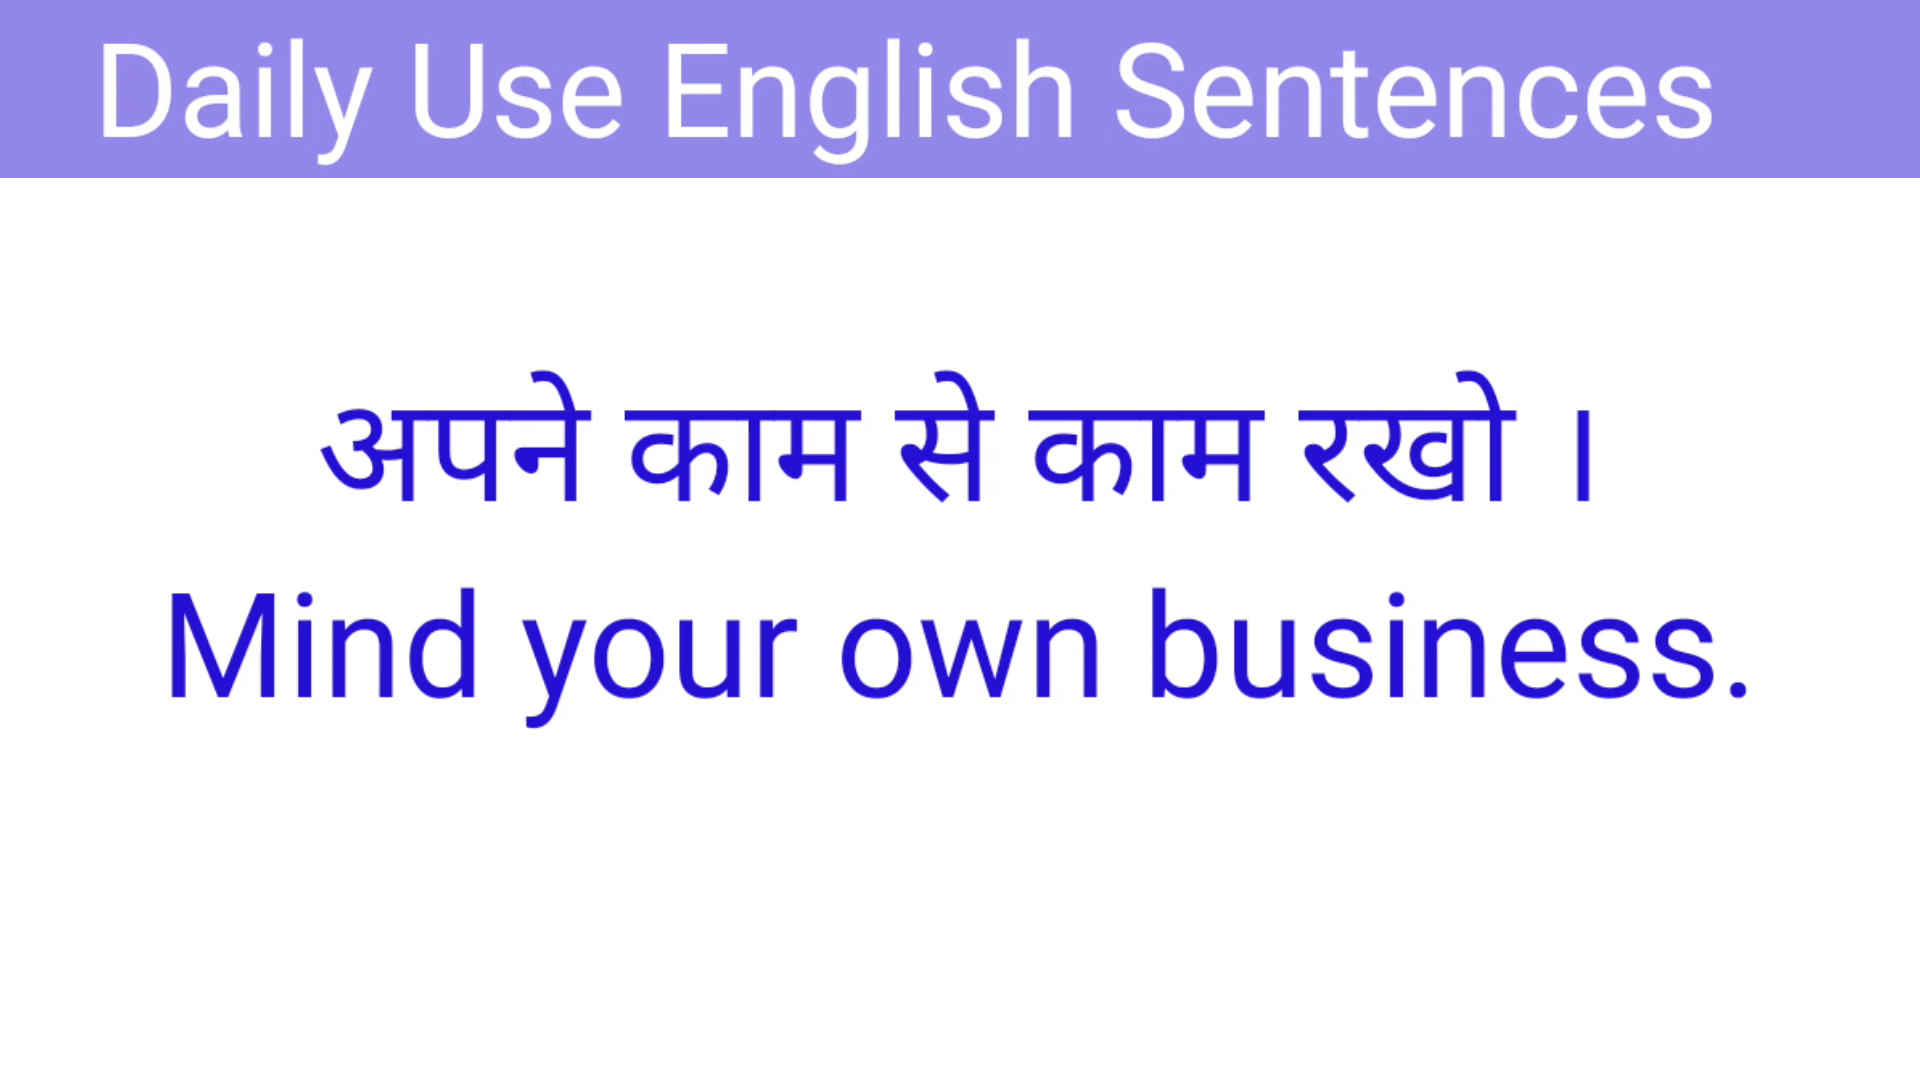 Daily Use English Sentences
अपने काम से काम रखो ।
Mind your own business.